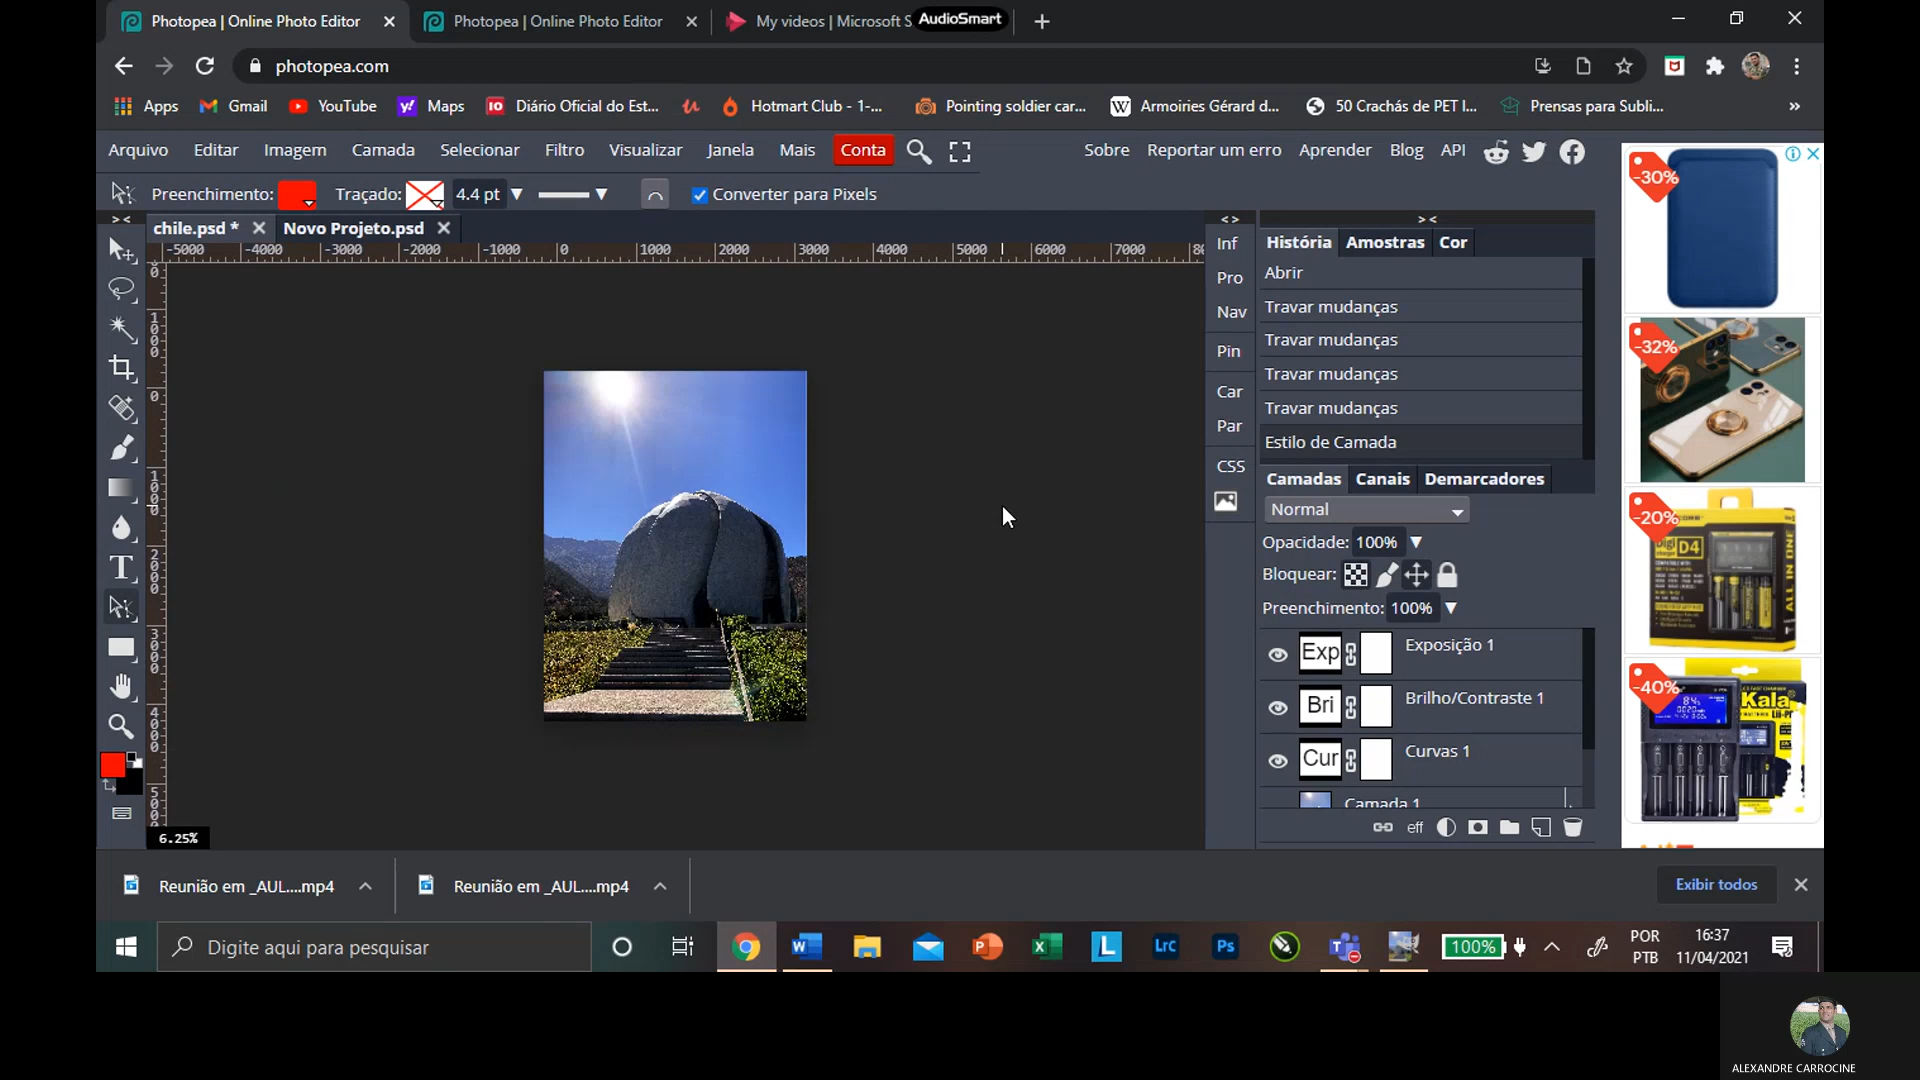 Photopea | Online Photo Editor
Photopea | Online Photo Editor
My videos | Microsoft S
AudioSmart
photopea.com
Apps
Gmail
YouTube
Maps
Diário Oficial do Est...
Hotmart Club - 1-...
Pointing soldier car...
Armoiries Gérard d...
50 Crachás de PET I...
Prensas para Subli...
»
Arquivo
Editar
Imagem
Camada
Selecionar
Filtro
Visualizar
Janela
Mais
Conta
Sobre
Reportar um erro
Aprender
Blog
API
Preenchimento:
Traçado:
4.4 pt
Converter para Pixels
> <
chile.psd *
Novo Projeto.psd
< >
> <
-5000 -4000 -3000 -2000 -1000 0 1000 2000 3000 4000 5000 6000 7000
Inf
Pro
Nav
Pin
Car
Par
CSS
História
Amostras
Cor
Abrir
Travar mudanças
Travar mudanças
Travar mudanças
Travar mudanças
Estilo de Camada
Camadas
Canais
Demarcadores
Normal
Opacidade: 100%
Bloquear:
Preenchimento: 100%
Exp
Exposição 1
Bri
Brilho/Contraste 1
Cur
Curvas 1
Camada 1
eff
6.25%
-30%
-32%
-20%
D4
ALL IN ONE
-40%
Kala
Reunião em _AUL....mp4
Reunião em _AUL....mp4
Exibir todos
Digite aqui para pesquisar
LrC
Ps
100%
POR
PTB
16:37
11/04/2021
ALEXANDRE CARROCINE